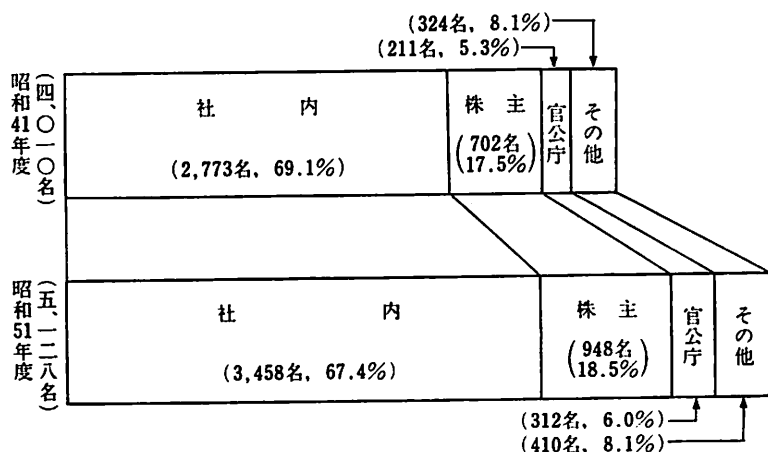 (324名, 8.1%)
(211名, 5.3%)
昭和41年度
(四、〇一〇名)
社内
(2,773名, 69.1%)
株主
(702名
17.5%)
官公庁
その他
昭和51年度
(五、一二八名)
社内
(3,458名, 67.4%)
株主
(948名
18.5%)
官公庁
その他
(312名, 6.0%)
(410名, 8.1%)